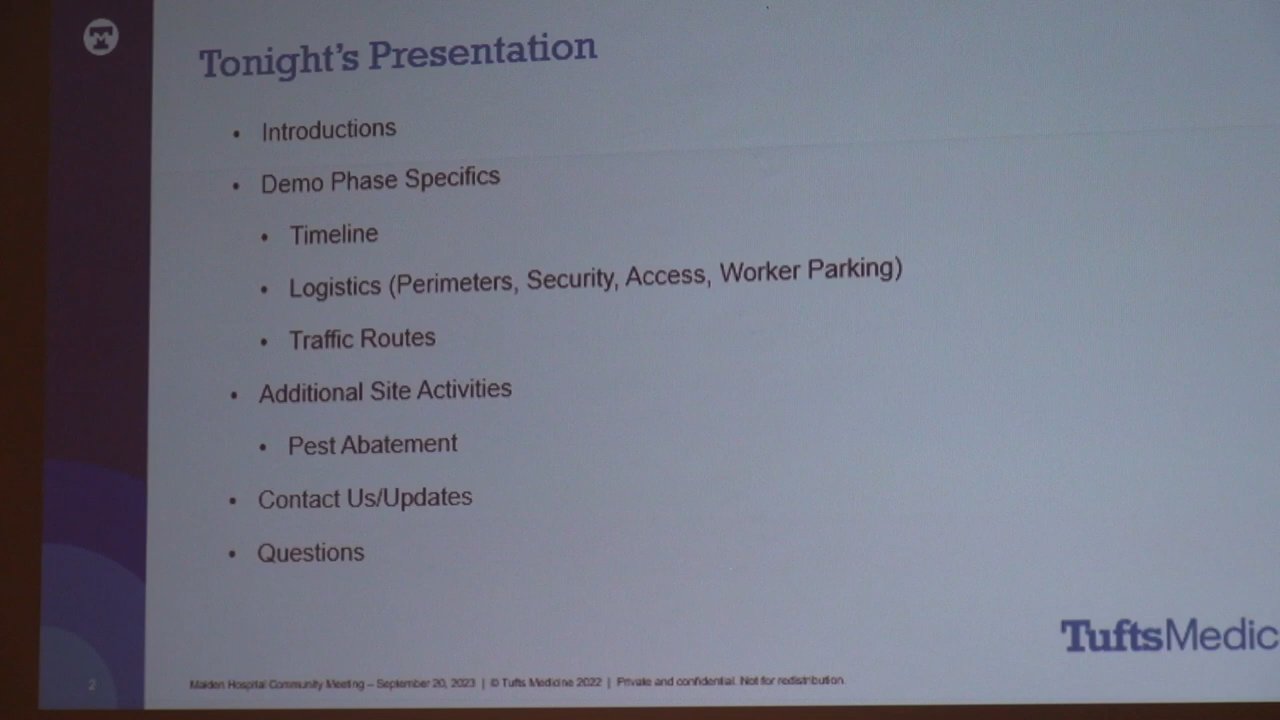 Tonight's Presentation
• Introductions
• Demo Phase Specifics
• Timeline
• Logistics (Perimeters, Security, Access, Worker Parking)
• Traffic Routes
• Additional Site Activities
• Pest Abatement
• Contact Us/Updates
• Questions
TuftsMedic
2
Malden Hospital Community Meeting – September 20, 2023 | © Tufts Medicine 2022 | Private and confidential. Not for redistribution.